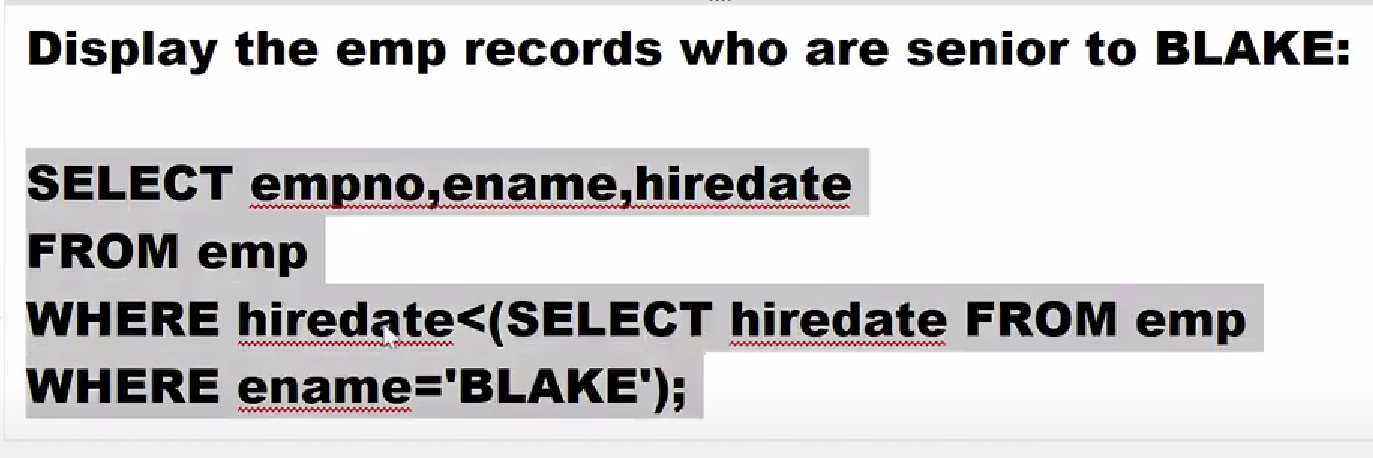 Display the emp records who are senior to BLAKE:
SELECT empno,ename,hiredate
FROM emp
WHERE hiredate<(SELECT hiredate FROM emp
WHERE ename='BLAKE');